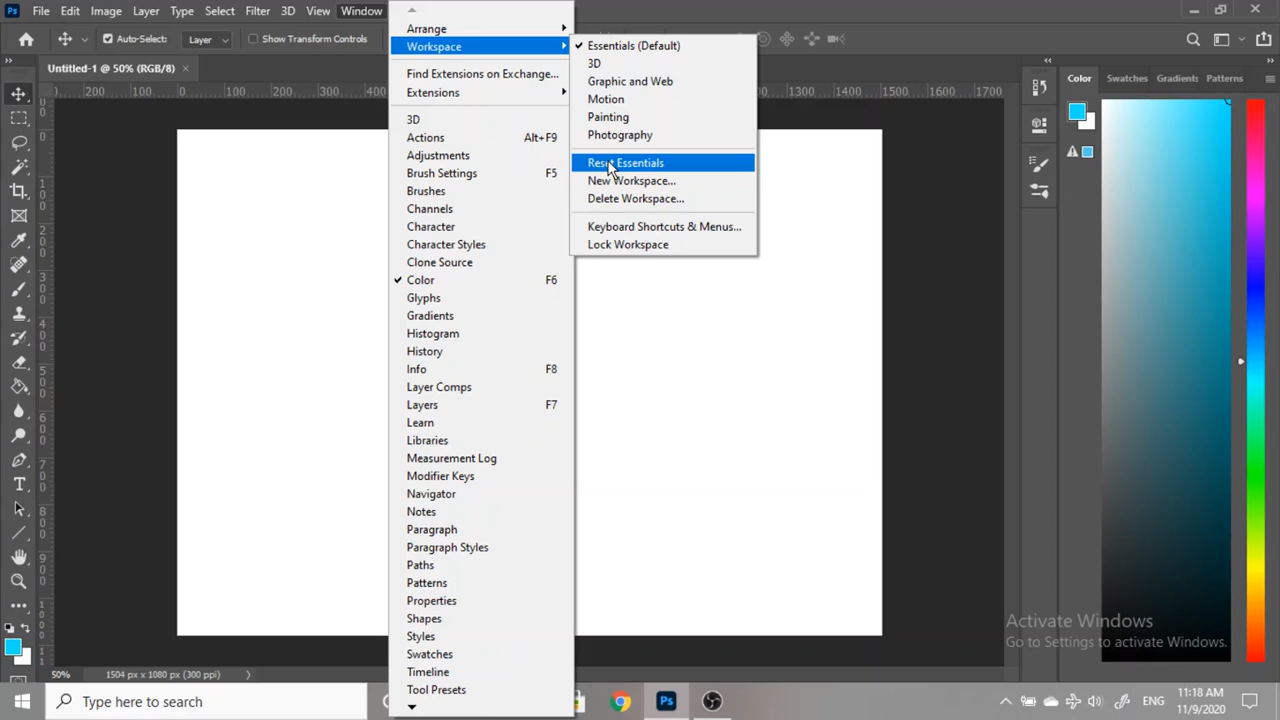 File Edit Image Layer Type Select Filter 3D View Window
Auto-Select: Layer Show Transform Controls
Untitled-1 @ 50% (RGB/8)
200 100 0 1300 1400 1500 1600 1700
Arrange
Workspace
Find Extensions on Exchange...
Extensions
3D
Actions Alt+F9
Adjustments
Brush Settings F5
Brushes
Channels
Character
Character Styles
Clone Source
Color F6
Glyphs
Gradients
Histogram
History
Info F8
Layer Comps
Layers F7
Learn
Libraries
Measurement Log
Modifier Keys
Navigator
Notes
Paragraph
Paragraph Styles
Paths
Patterns
Properties
Shapes
Styles
Swatches
Timeline
Tool Presets
Essentials (Default)
3D
Graphic and Web
Motion
Painting
Photography
Reset Essentials
New Workspace...
Delete Workspace...
Keyboard Shortcuts & Menus...
Lock Workspace
Color Swatches Gradients Patterns
Activate Windows
Go to Settings to activate Windows.
50% 1504 px x 1080 px (300 ppi)
Type here to search
Ps
ENG
11:18 AM
11/9/2020